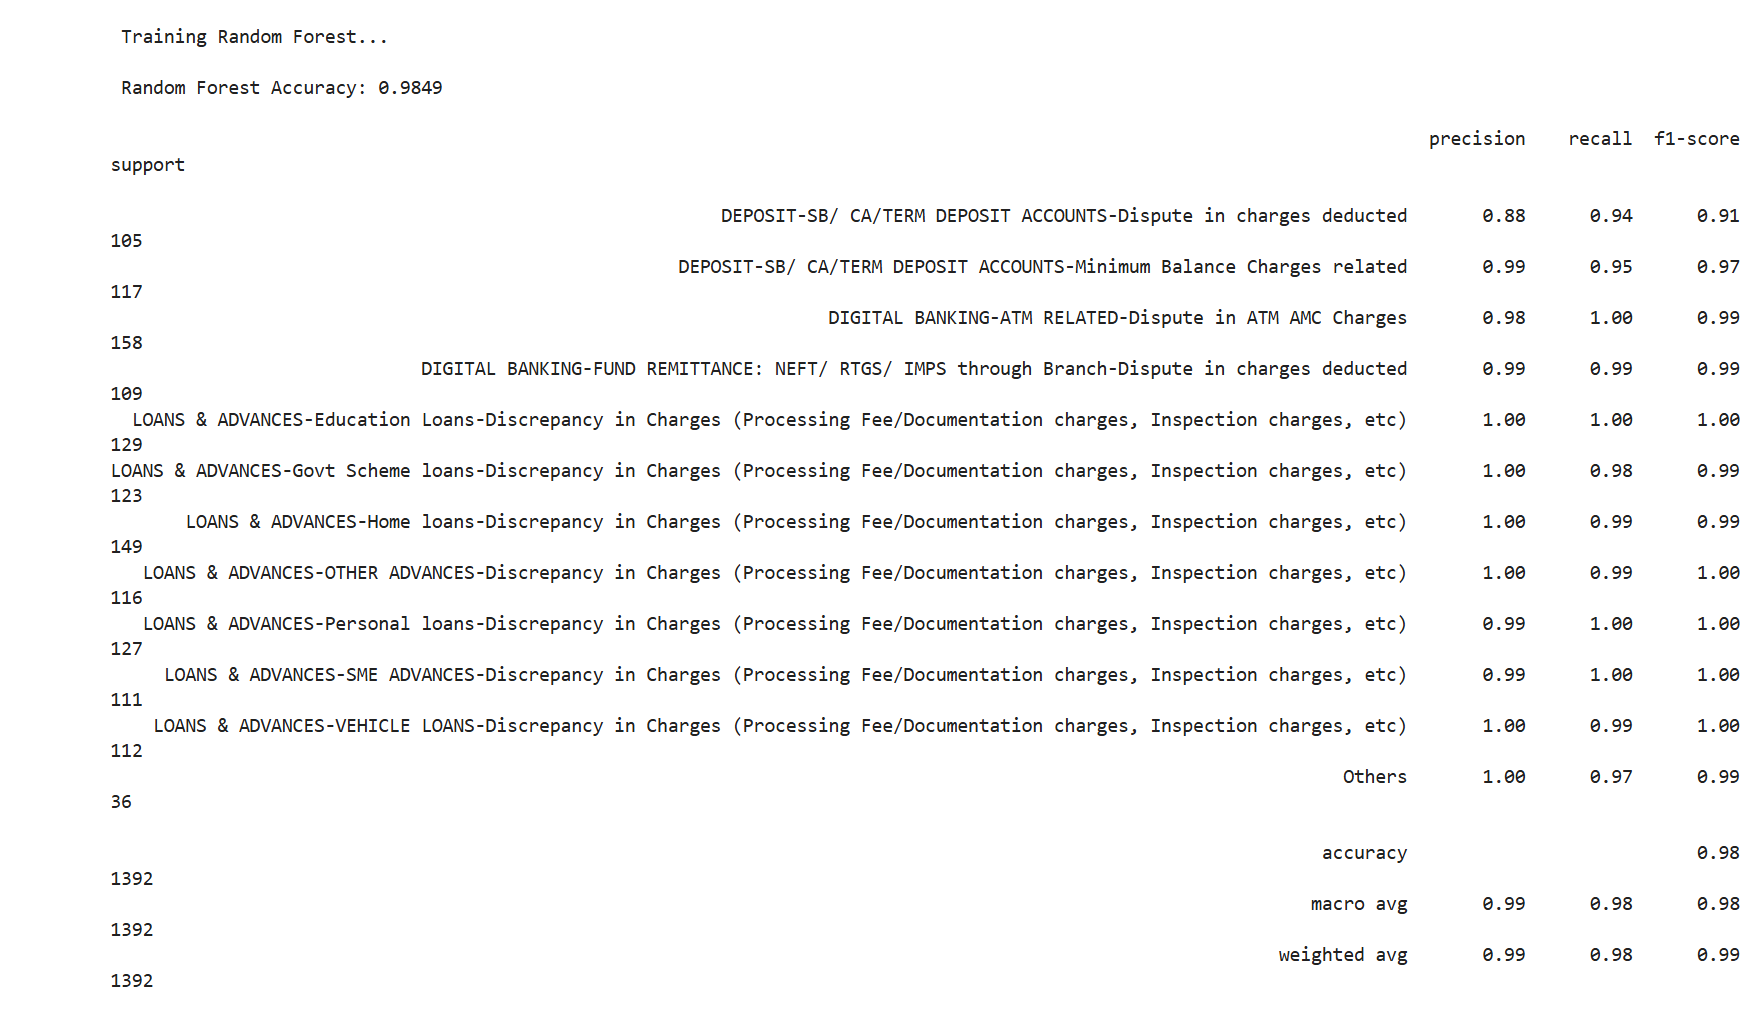 Training Random Forest...
Random Forest Accuracy: 0.9849
precision recall f1-score
support
DEPOSIT-SB/ CA/TERM DEPOSIT ACCOUNTS-Dispute in charges deducted 0.88 0.94 0.91
105
DEPOSIT-SB/ CA/TERM DEPOSIT ACCOUNTS-Minimum Balance Charges related 0.99 0.95 0.97
117
DIGITAL BANKING-ATM RELATED-Dispute in ATM AMC Charges 0.98 1.00 0.99
158
DIGITAL BANKING-FUND REMITTANCE: NEFT/ RTGS/ IMPS through Branch-Dispute in charges deducted 0.99 0.99 0.99
109
LOANS & ADVANCES-Education Loans-Discrepancy in Charges (Processing Fee/Documentation charges, Inspection charges, etc) 1.00 1.00 1.00
129
LOANS & ADVANCES-Govt Scheme loans-Discrepancy in Charges (Processing Fee/Documentation charges, Inspection charges, etc) 1.00 0.98 0.99
123
LOANS & ADVANCES-Home loans-Discrepancy in Charges (Processing Fee/Documentation charges, Inspection charges, etc) 1.00 0.99 0.99
149
LOANS & ADVANCES-OTHER ADVANCES-Discrepancy in Charges (Processing Fee/Documentation charges, Inspection charges, etc) 1.00 0.99 1.00
116
LOANS & ADVANCES-Personal loans-Discrepancy in Charges (Processing Fee/Documentation charges, Inspection charges, etc) 0.99 1.00 1.00
127
LOANS & ADVANCES-SME ADVANCES-Discrepancy in Charges (Processing Fee/Documentation charges, Inspection charges, etc) 0.99 1.00 1.00
111
LOANS & ADVANCES-VEHICLE LOANS-Discrepancy in Charges (Processing Fee/Documentation charges, Inspection charges, etc) 1.00 0.99 1.00
112
Others 1.00 0.97 0.99
36
accuracy 0.98
1392
macro avg 0.99 0.98 0.98
1392
weighted avg 0.99 0.98 0.99
1392